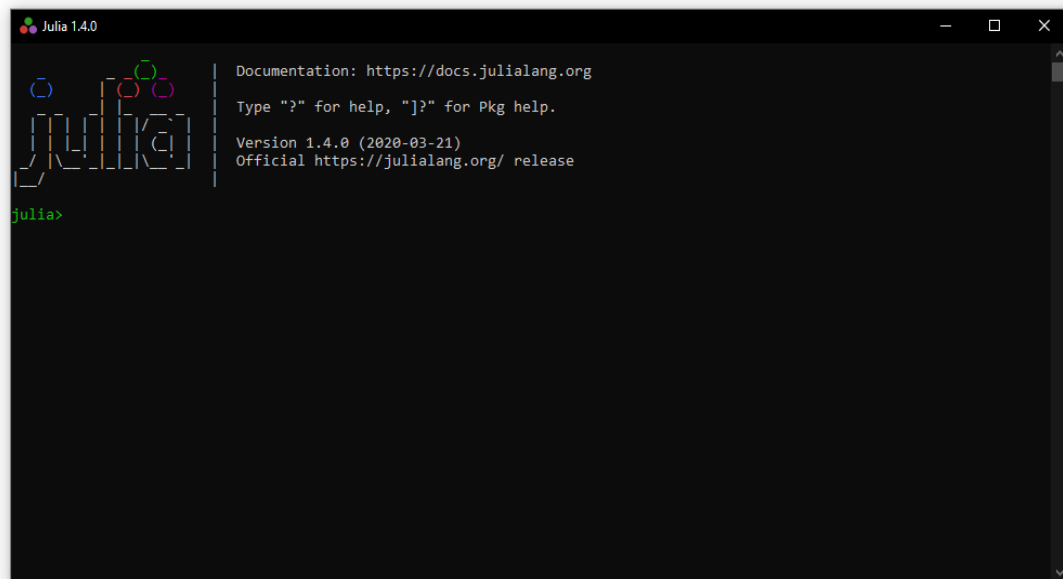 Julia 1.4.0
julia
Documentation: https://docs.julialang.org
Type "?" for help, "]?" for Pkg help.
Version 1.4.0 (2020-03-21)
Official https://julialang.org/ release
julia>